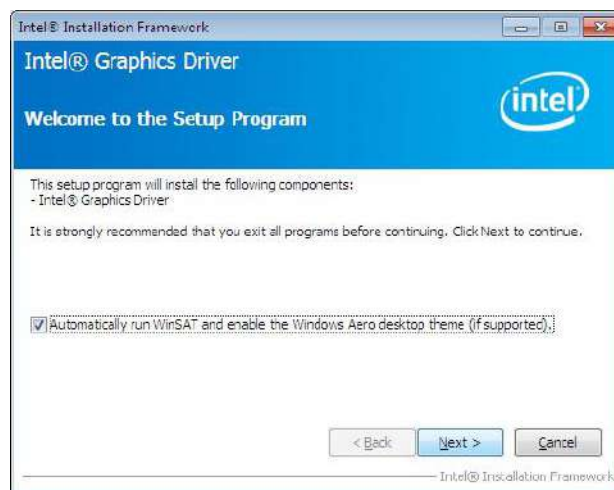 Intel® Installation Framework
Intel® Graphics Driver
intel
Welcome to the Setup Program
This setup program will install the following components:
- Intel® Graphics Driver
It is strongly recommended that you exit all programs before continuing. Click Next to continue.
Automatically run WinSAT and enable the Windows Aero desktop theme (if supported).
< Back Next > Cancel
Intel® Installation Framework